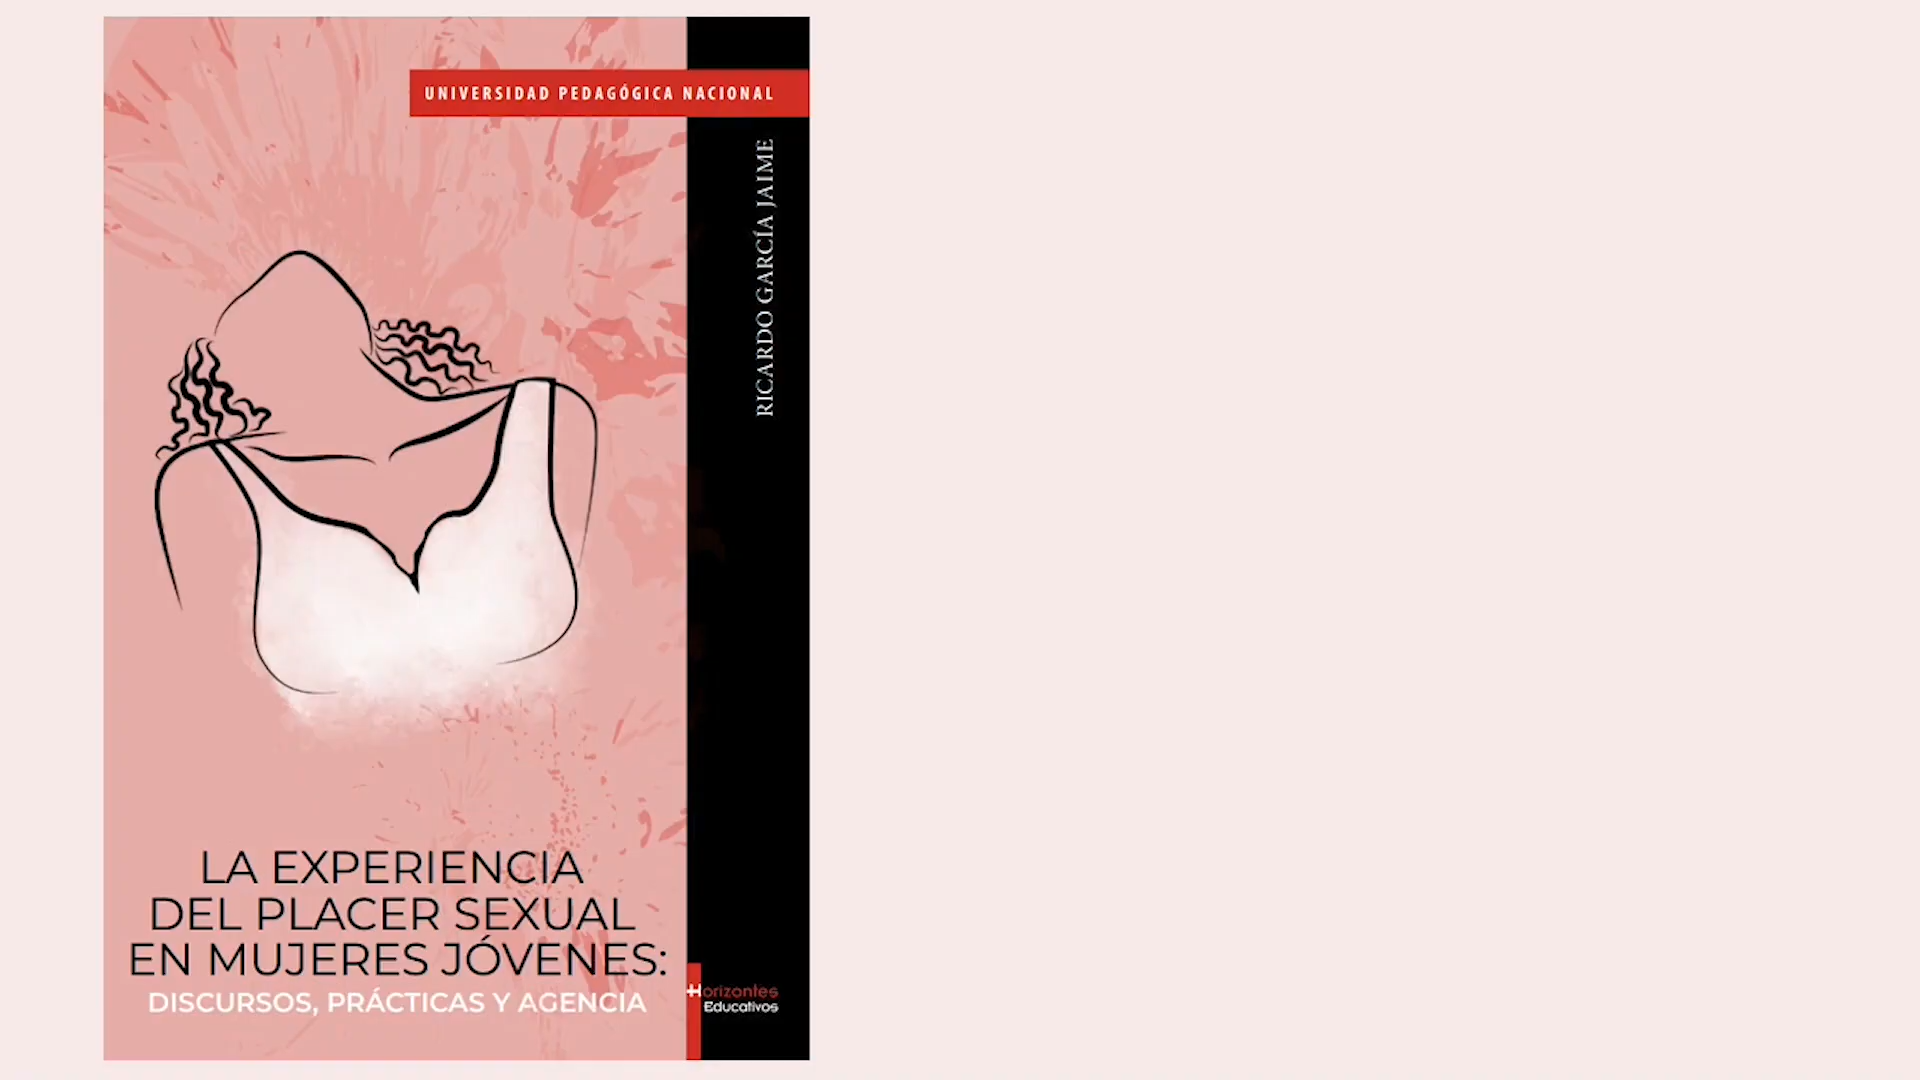 UNIVERSIDAD PEDAGÓGICA NACIONAL
RICARDO GARCÍA JAIME
LA EXPERIENCIA
DEL PLACER SEXUAL
EN MUJERES JÓVENES:
DISCURSOS, PRÁCTICAS Y AGENCIA
Horizontes
Educativos